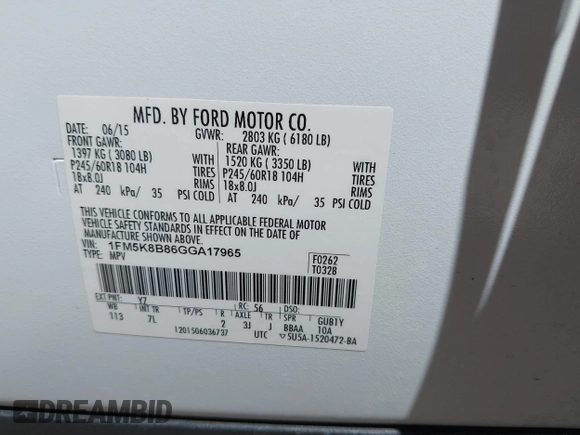 MFD. BY FORD MOTOR CO.
DATE: 06/15 GVWR: 2803 KG ( 6180 LB)
FRONT GAWR: REAR GAWR:
1397 KG ( 3080 LB) WITH 1520 KG ( 3350 LB) WITH
P245/60R18 104H TIRES P245/60R18 104H TIRES
18x8.0J RIMS 18x8.0J RIMS
AT 240 kPa/ 35 PSI COLD AT 240 kPa/ 35 PSI COLD
THIS VEHICLE CONFORMS TO ALL APPLICABLE FEDERAL MOTOR
VEHICLE SAFETY STANDARDS IN EFFECT ON THE DATE OF
MANUFACTURE SHOWN ABOVE.
VIN: 1FM5K8B86GGA17965 F0262
TYPE: MPV T0328
EXT PNT: YZ RC: 56 DSO:
WB INT TR TP/PS R AXLE TR SPR GUBTY
113 7L 2 3J J BBAA 10A
1201506036737 UTC ▽5U5A-1520472-BA
DREAMBID